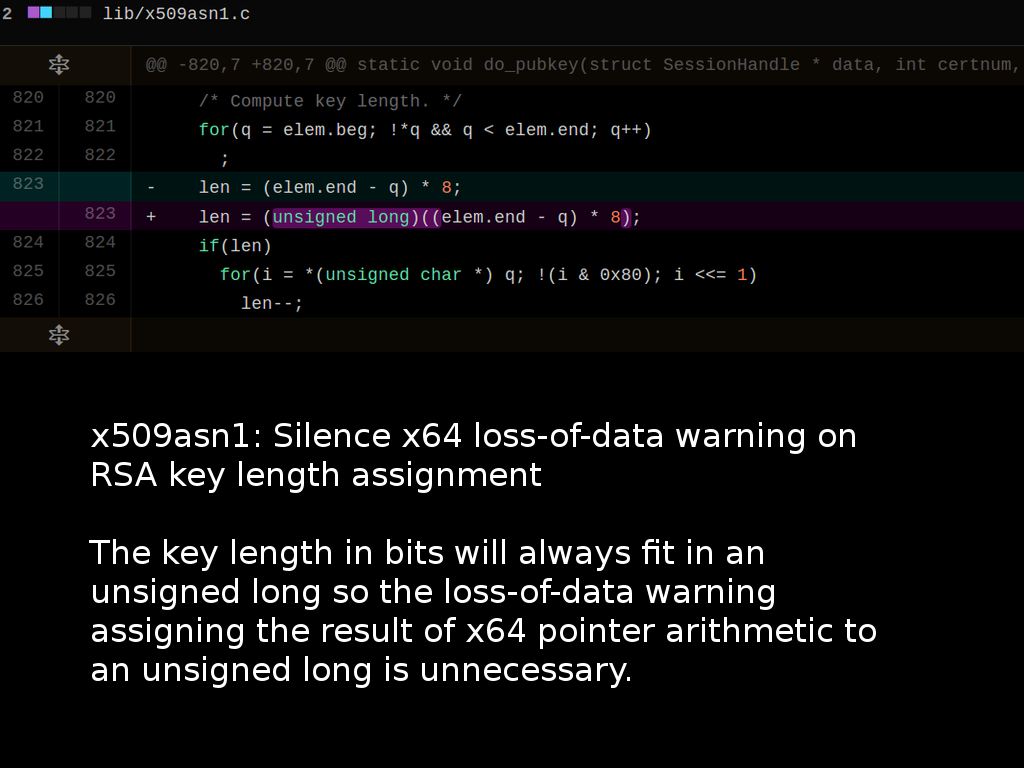 2 lib/x509asn1.c
@@ -820,7 +820,7 @@ static void do_pubkey(struct SessionHandle * data, int certnum,
820 820 /* Compute key length. */
821 821 for(q = elem.beg; !*q && q < elem.end; q++)
822 822 ;
823 - len = (elem.end - q) * 8;
823 + len = (unsigned long)((elem.end - q) * 8);
824 824 if(len)
825 825 for(i = *(unsigned char *) q; !(i & 0x80); i <<= 1)
826 826 len--;
x509asn1: Silence x64 loss-of-data warning on
RSA key length assignment
The key length in bits will always fit in an
unsigned long so the loss-of-data warning
assigning the result of x64 pointer arithmetic to
an unsigned long is unnecessary.